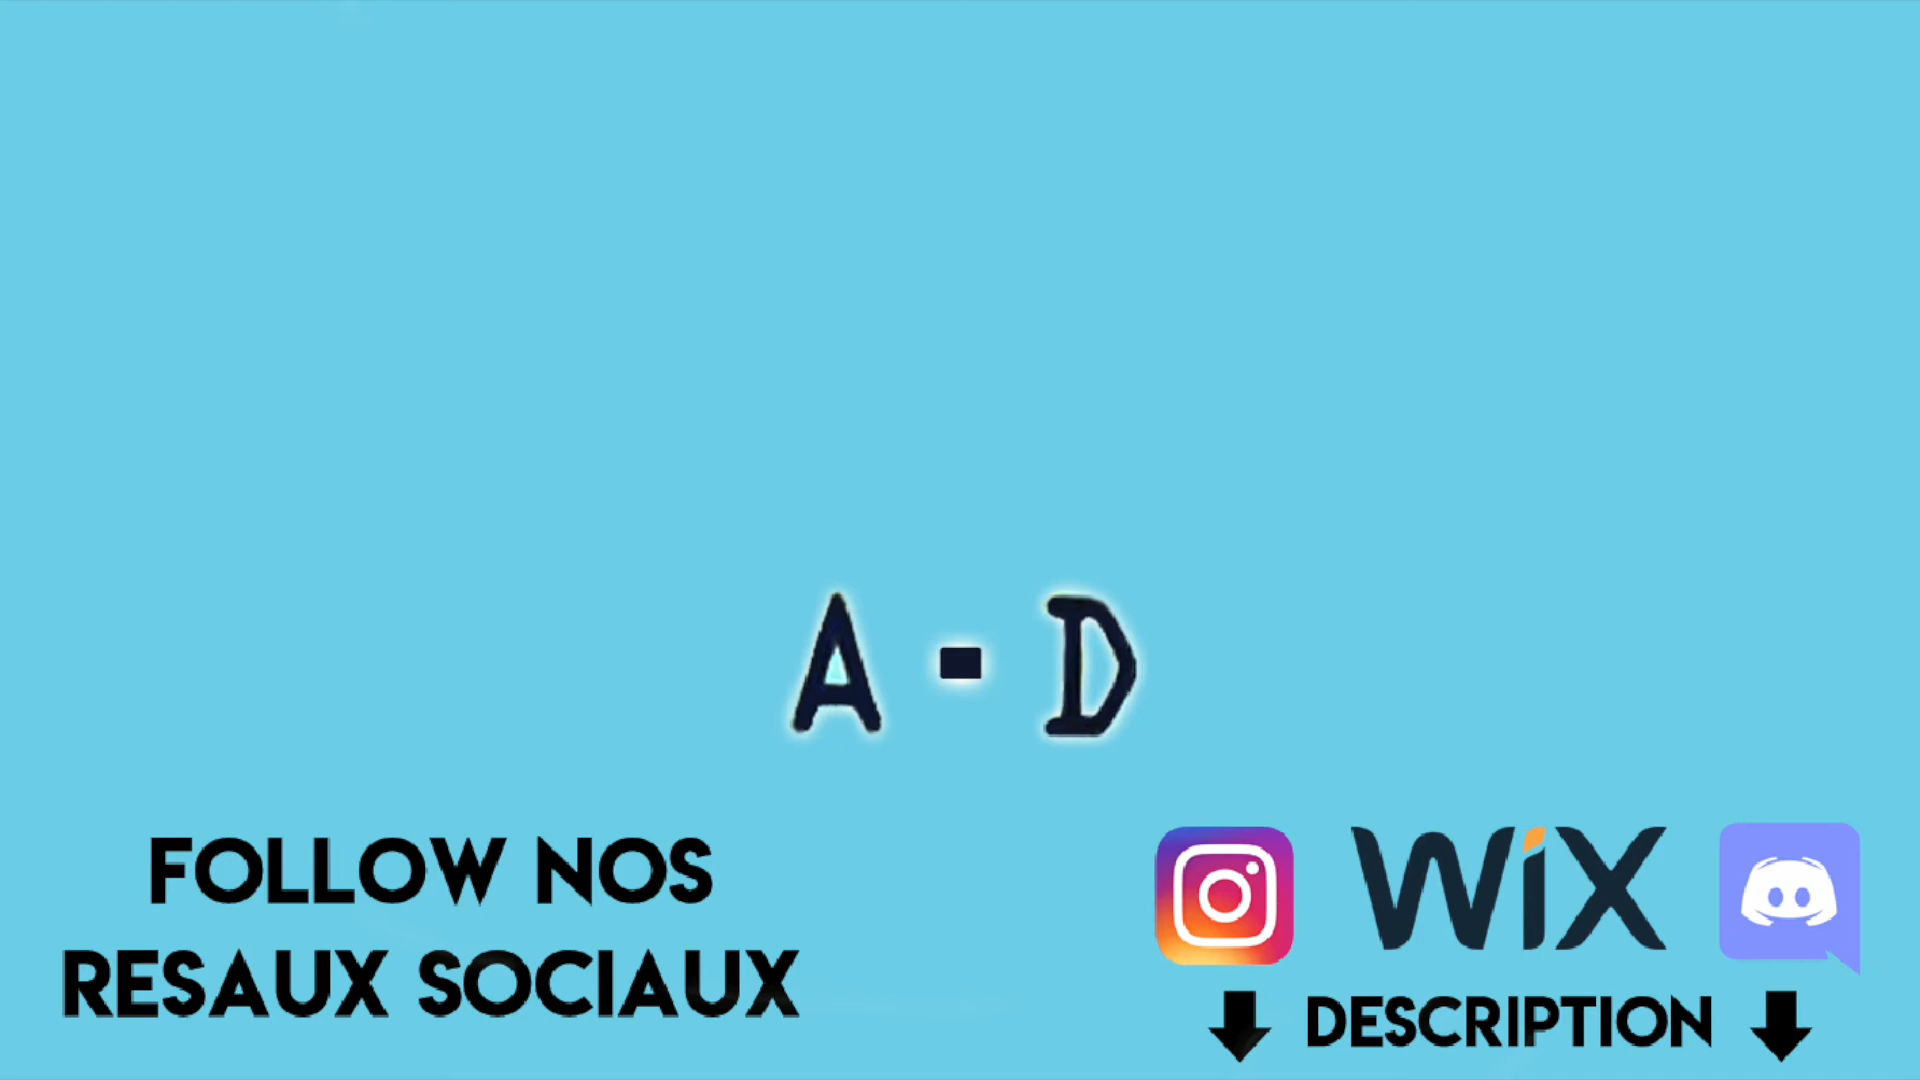 A - D
FOLLOW NOS
RESAUX SOCIAUX
WiX
DESCRIPTION